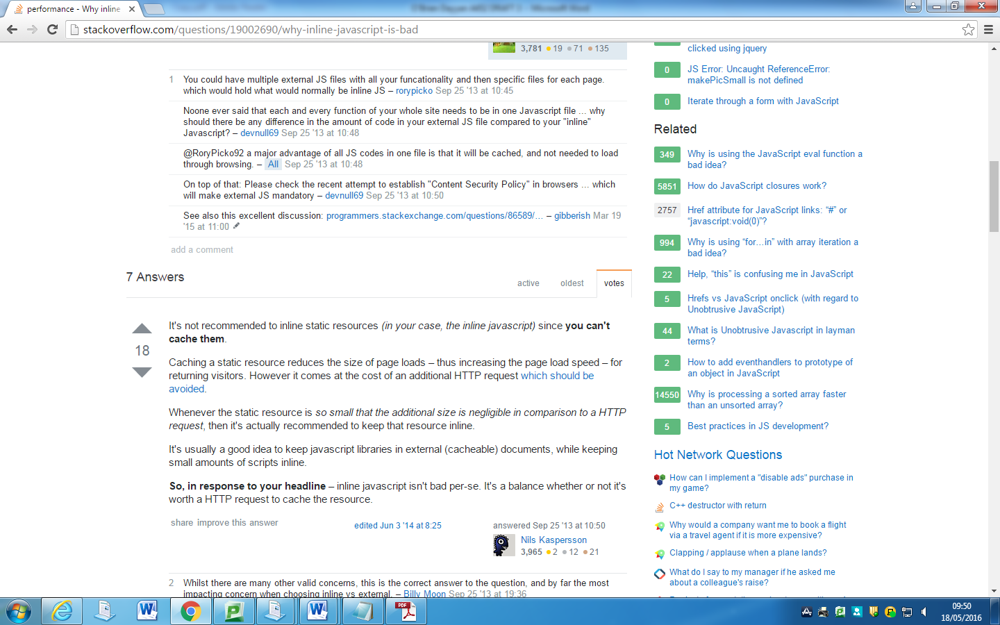 performance - Why inline
stackoverflow.com/questions/19002690/why-inline-javascript-is-bad
3,781 19 71 135
1 You could have multiple external JS files with all your funcationality and then specific files for each page.
which would hold what would normally be inline JS – rorypicko Sep 25 '13 at 10:45
Noone ever said that each and every function of your whole site needs to be in one Javascript file ... why
should there be any difference in the amount of code in your external JS file compared to your "inline"
Javascript? – devnull69 Sep 25 '13 at 10:48
@RoryPicko92 a major advantage of all JS codes in one file is that it will be cached, and not needed to load
through browsing. – All Sep 25 '13 at 10:48
On top of that: Please check the recent attempt to establish "Content Security Policy" in browsers ... which
will make external JS mandatory – devnull69 Sep 25 '13 at 10:50
See also this excellent discussion: programmers.stackexchange.com/questions/86589/… – gibberish Mar 19
'15 at 11:00
add a comment
7 Answers
active oldest votes
18
It's not recommended to inline static resources (in your case, the inline javascript) since you can't
cache them.
Caching a static resource reduces the size of page loads – thus increasing the page load speed – for
returning visitors. However it comes at the cost of an additional HTTP request which should be
avoided.
Whenever the static resource is so small that the additional size is negligible in comparison to a HTTP
request, then it's actually recommended to keep that resource inline.
It's usually a good idea to keep javascript libraries in external (cacheable) documents, while keeping
small amounts of scripts inline.
So, in response to your headline – inline javascript isn't bad per-se. It's a balance whether or not it's
worth a HTTP request to cache the resource.
share improve this answer
edited Jun 3 '14 at 8:25
answered Sep 25 '13 at 10:50
Nils Kaspersson
3,965 2 12 21
2 Whilst there are many other valid concerns, this is the correct answer to the question, and by far the most
impacting concern when choosing inline vs external. – Billy Moon Sep 25 '13 at 19:36
clicked using jquery
0 JS Error: Uncaught ReferenceError:
makePicSmall is not defined
0 Iterate through a form with JavaScript
Related
349 Why is using the JavaScript eval function a
bad idea?
5851 How do JavaScript closures work?
2757 Href attribute for JavaScript links: “#” or
“javascript:void(0)”?
994 Why is using “for…in” with array iteration a
bad idea?
22 Help, “this” is confusing me in JavaScript
5 Hrefs vs JavaScript onclick (with regard to
Unobtrusive JavaScript)
44 What is Unobtrusive Javascript in layman
terms?
2 How to add eventhandlers to prototype of
an object in JavaScript
14550 Why is processing a sorted array faster
than an unsorted array?
5 Best practices in JS development?
Hot Network Questions
How can I implement a "disable ads" purchase in
my game?
C++ destructor with return
Why would a company want me to book a flight
via a travel agent if it is more expensive?
Clapping / applause when a plane lands?
What do I say to my manager if he asked me
about a colleague's raise?
PDF
09:50
18/05/2016